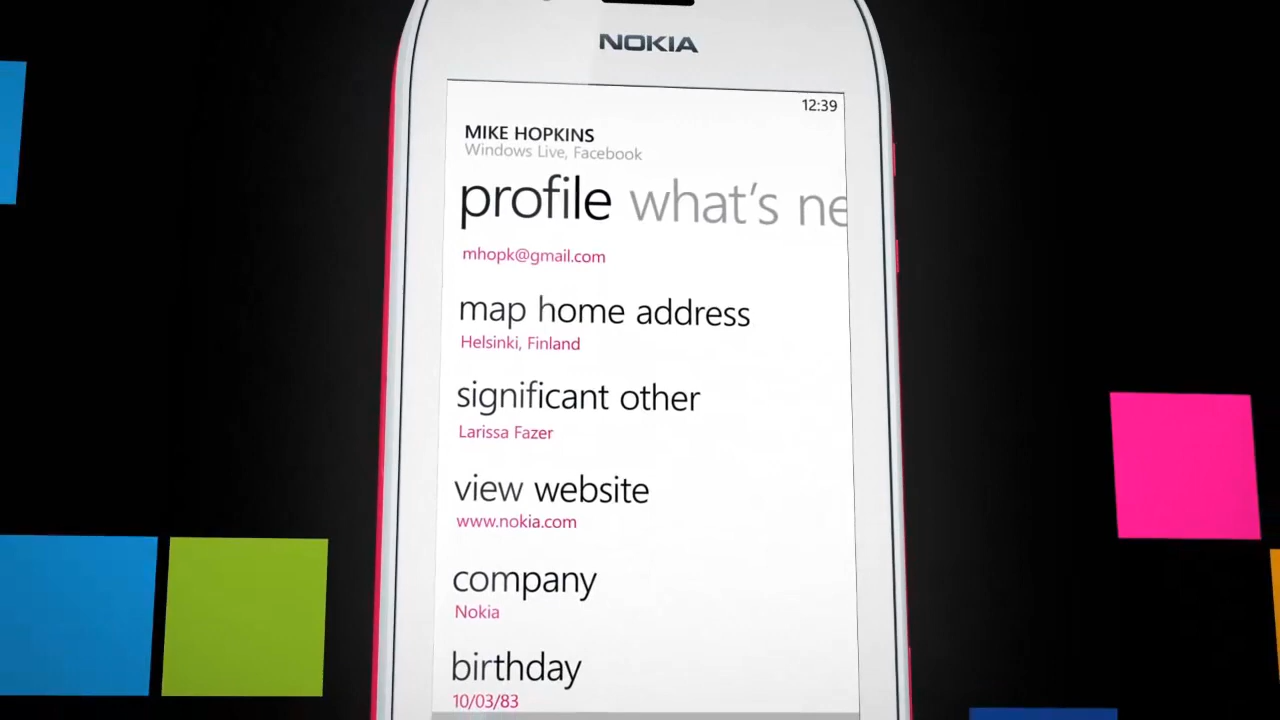 NOKIA
12:39
MIKE HOPKINS
Windows Live, Facebook
profile what's ne
mhopk@gmail.com
map home address
Helsinki, Finland
significant other
Larissa Fazer
view website
www.nokia.com
company
Nokia
birthday
10/03/83